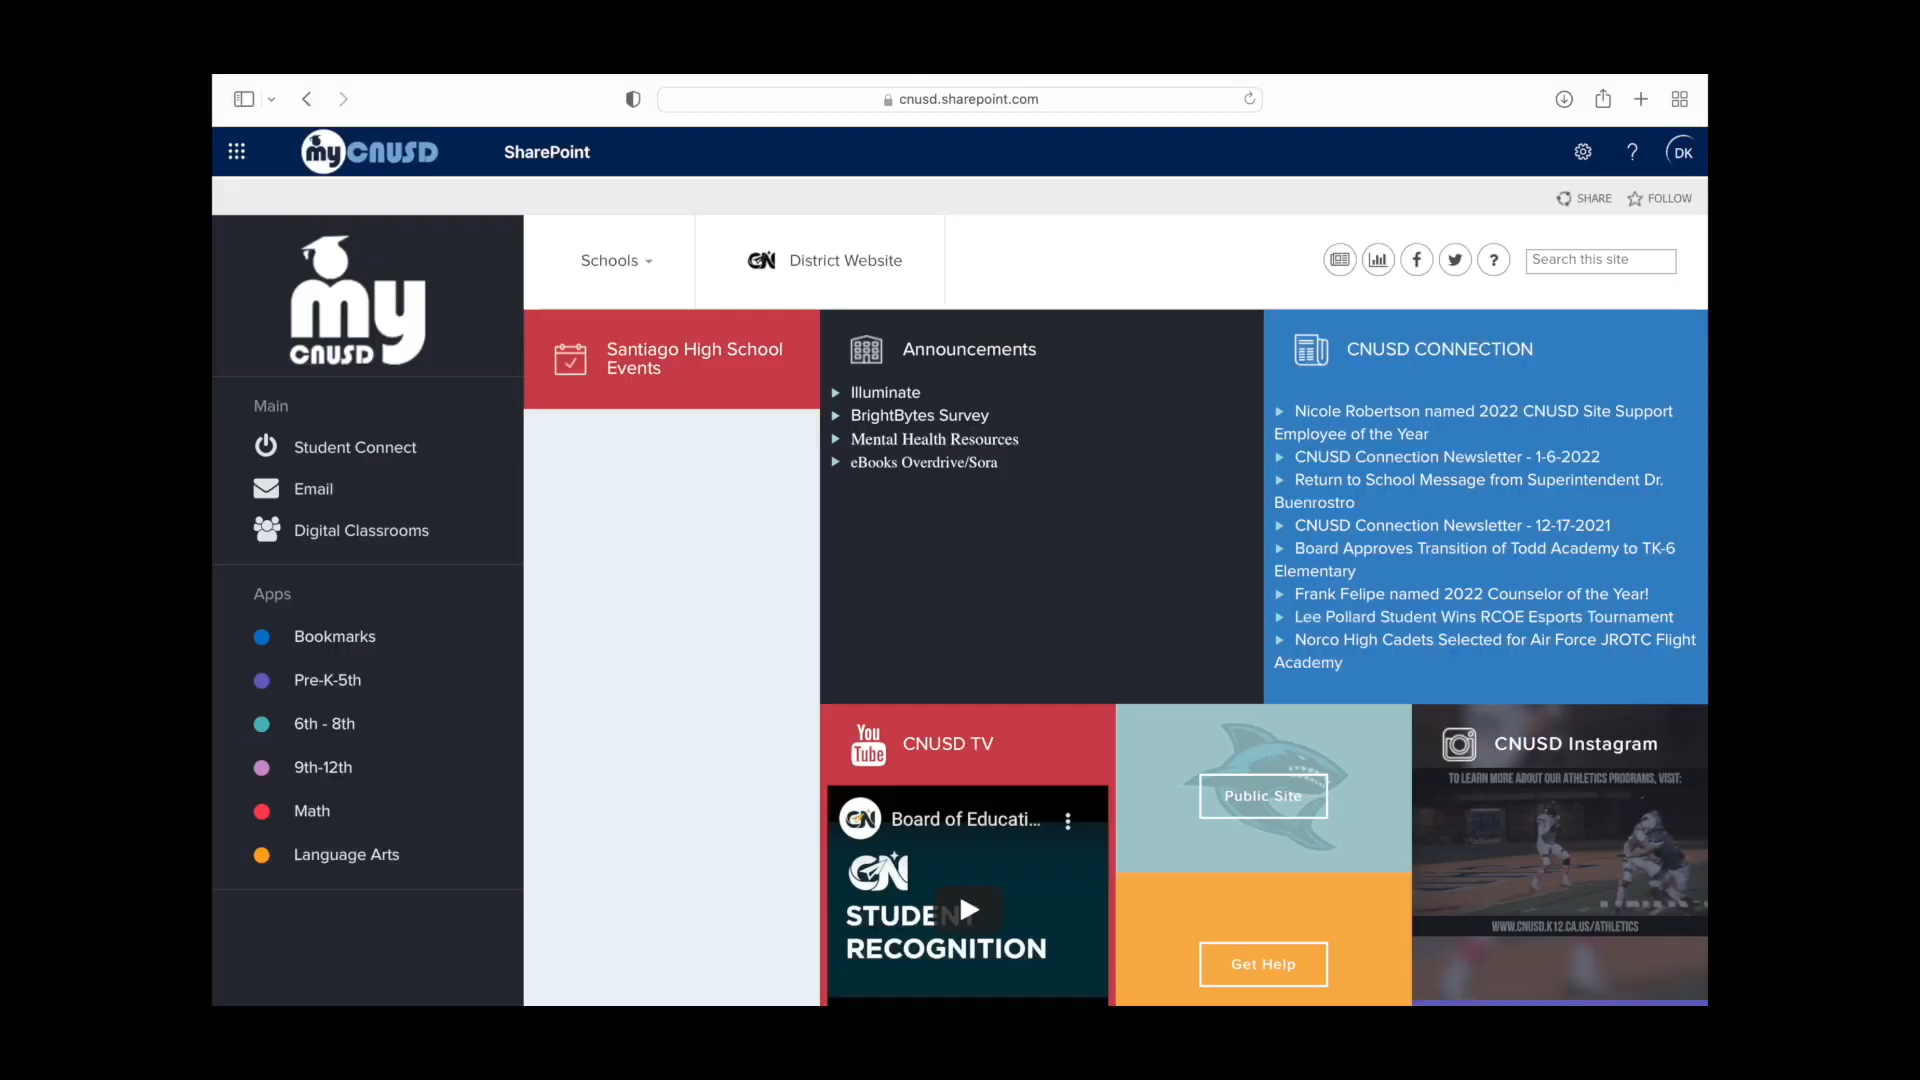 cnusd.sharepoint.com
my CNUSD
SharePoint
?
DK
SHARE
FOLLOW
my
CNUSD
Schools
CN
District Website
f
?
Search this site
Main
Student Connect
Email
Digital Classrooms
Apps
Bookmarks
Pre-K-5th
6th - 8th
9th-12th
Math
Language Arts
Santiago High School
Events
Announcements
Illuminate
BrightBytes Survey
Mental Health Resources
eBooks Overdrive/Sora
CNUSD CONNECTION
Nicole Robertson named 2022 CNUSD Site Support
Employee of the Year
CNUSD Connection Newsletter - 1-6-2022
Return to School Message from Superintendent Dr.
Buenrostro
CNUSD Connection Newsletter - 12-17-2021
Board Approves Transition of Todd Academy to TK-6
Elementary
Frank Felipe named 2022 Counselor of the Year!
Lee Pollard Student Wins RCOE Esports Tournament
Norco High Cadets Selected for Air Force JROTC Flight
Academy
You
Tube
CNUSD TV
CN
Board of Educati...
CN
STUDENT
RECOGNITION
Public Site
Get Help
CNUSD Instagram
TO LEARN MORE ABOUT OUR ATHLETICS PROGRAMS, VISIT:
WWW.CNUSD.K12.CA.US/ATHLETICS